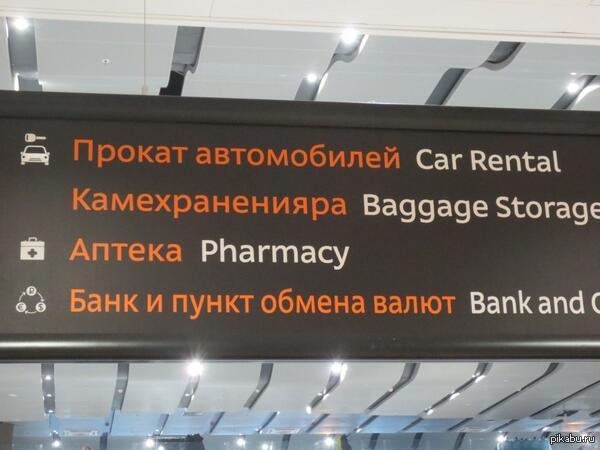 Прокат автомобилей Car Rental
Камехраненияра Baggage Storage
Аптека Pharmacy
Банк и пункт обмена валют Bank and
pikabu.ru